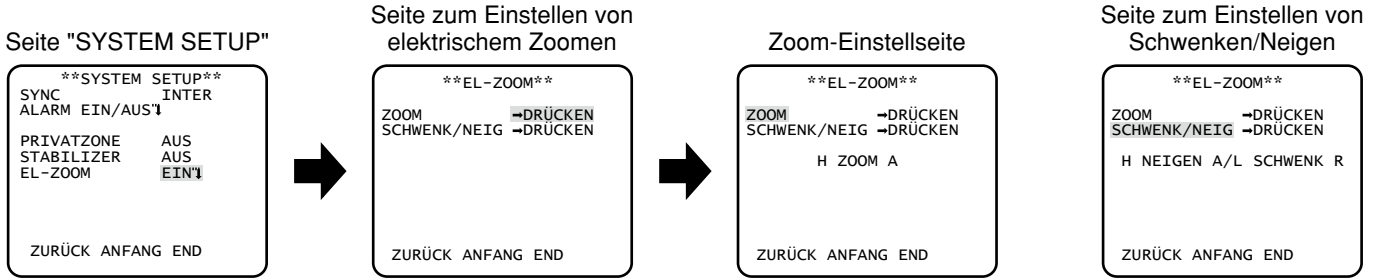 Seite "SYSTEM SETUP"
**SYSTEM SETUP**
SYNC INTER
ALARM EIN/AUS
PRIVATZONE AUS
STABILIZER AUS
EL-ZOOM EIN
ZURÜCK ANFANG END
Seite zum Einstellen von
elektrischem Zoomen
**EL-ZOOM**
ZOOM →DRÜCKEN
SCHWENK/NEIG →DRÜCKEN
ZURÜCK ANFANG END
Zoom-Einstellseite
**EL-ZOOM**
ZOOM →DRÜCKEN
SCHWENK/NEIG →DRÜCKEN
H ZOOM A
ZURÜCK ANFANG END
Seite zum Einstellen von
Schwenken/Neigen
**EL-ZOOM**
ZOOM →DRÜCKEN
SCHWENK/NEIG →DRÜCKEN
H NEIGEN A/L SCHWENK R
ZURÜCK ANFANG END